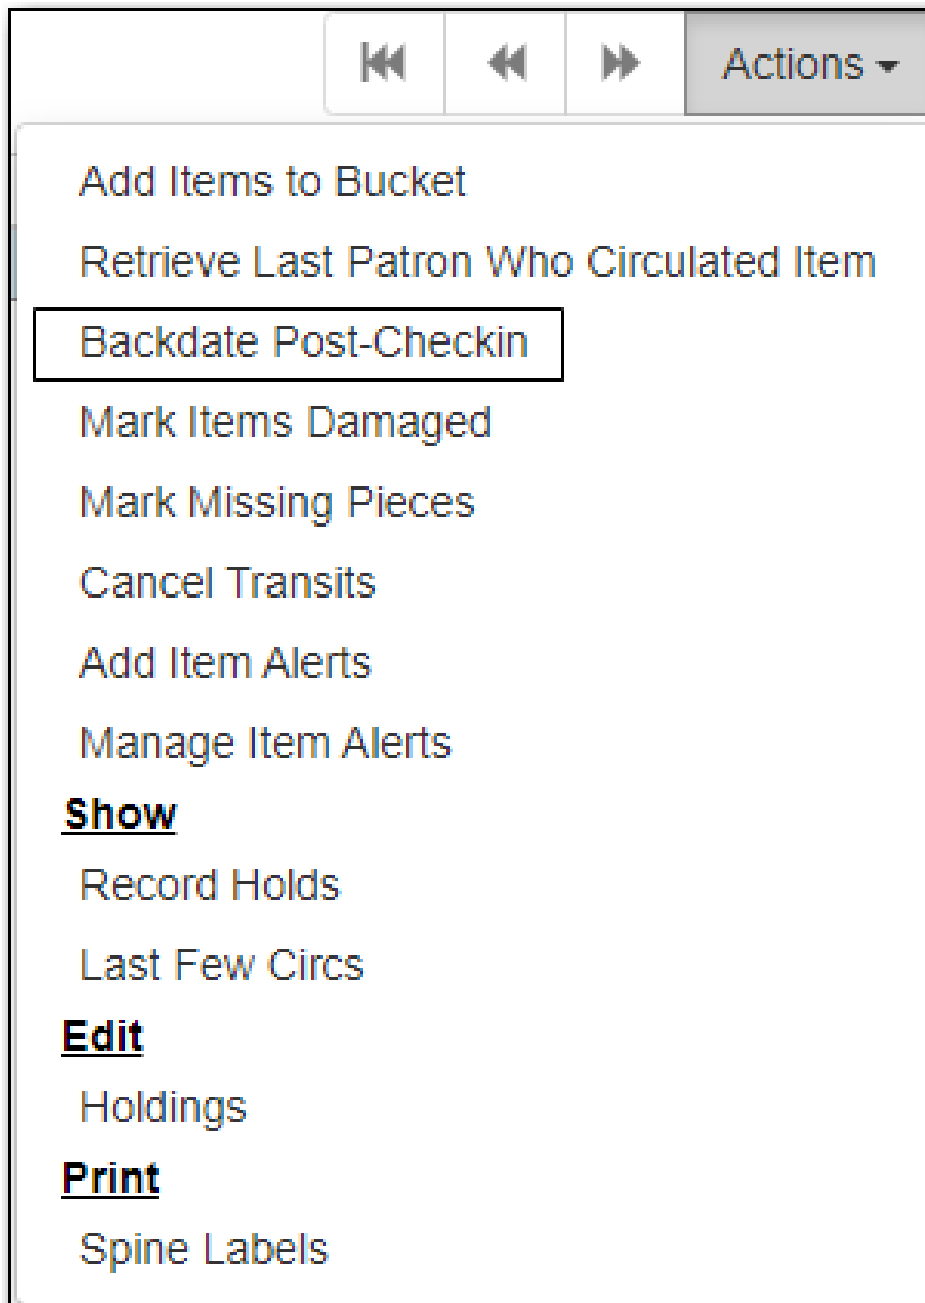 Actions
Add Items to Bucket
Retrieve Last Patron Who Circulated Item
Backdate Post-Checkin
Mark Items Damaged
Mark Missing Pieces
Cancel Transits
Add Item Alerts
Manage Item Alerts
Show
Record Holds
Last Few Circs
Edit
Holdings
Print
Spine Labels